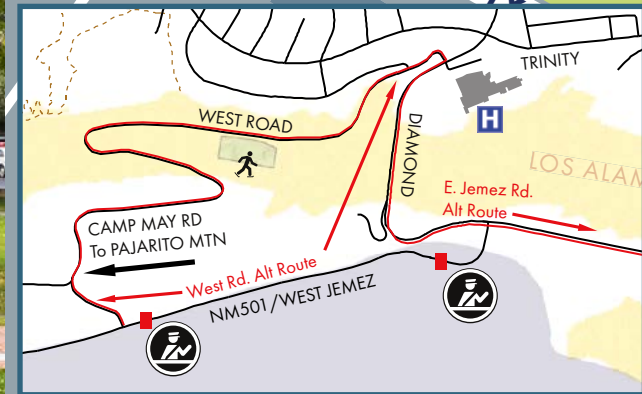 TRINITY
WEST ROAD
H
DIAMOND
LOS ALAM
E. Jemez Rd.
Alt Route
CAMP MAY RD
To PAJARITO MTN
West Rd. Alt Route
NM501/WEST JEMEZ